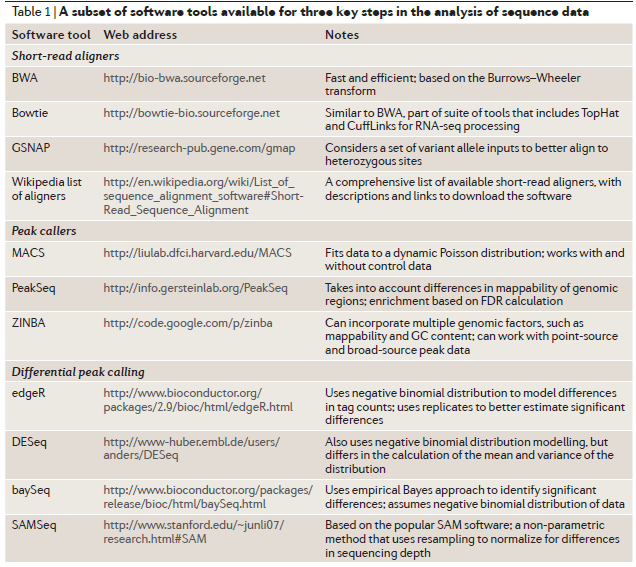 Table 1 | A subset of software tools available for three key steps in the analysis of sequence data
Software tool Web address Notes
Short-read aligners
BWA http://bio-bwa.sourceforge.net Fast and efficient; based on the Burrows–Wheeler
transform
Bowtie http://bowtie-bio.sourceforge.net Similar to BWA, part of suite of tools that includes TopHat
and CuffLinks for RNA-seq processing
GSNAP http://research-pub.gene.com/gmap Considers a set of variant allele inputs to better align to
heterozygous sites
Wikipedia list http://en.wikipedia.org/wiki/List_of_ A comprehensive list of available short-read aligners, with
of aligners sequence_alignment_software#Short- descriptions and links to download the software
Read_Sequence_Alignment
Peak callers
MACS http://liulab.dfci.harvard.edu/MACS Fits data to a dynamic Poisson distribution; works with and
without control data
PeakSeq http://info.gersteinlab.org/PeakSeq Takes into account differences in mappability of genomic
regions; enrichment based on FDR calculation
ZINBA http://code.google.com/p/zinba Can incorporate multiple genomic factors, such as
mappability and GC content; can work with point-source
and broad-source peak data
Differential peak calling
edgeR http://www.bioconductor.org/ Uses negative binomial distribution to model differences
packages/2.9/bioc/html/edgeR.html in tag counts; uses replicates to better estimate significant
differences
DESeq http://www-huber.embl.de/users/ Also uses negative binomial distribution modelling, but
anders/DESeq differs in the calculation of the mean and variance of the
distribution
baySeq http://www.bioconductor.org/packages/ Uses empirical Bayes approach to identify significant
release/bioc/html/baySeq.html differences; assumes negative binomial distribution of data
SAMSeq http://www.stanford.edu/~junli07/ Based on the popular SAM software; a non-parametric
research.html#SAM method that uses resampling to normalize for differences
in sequencing depth